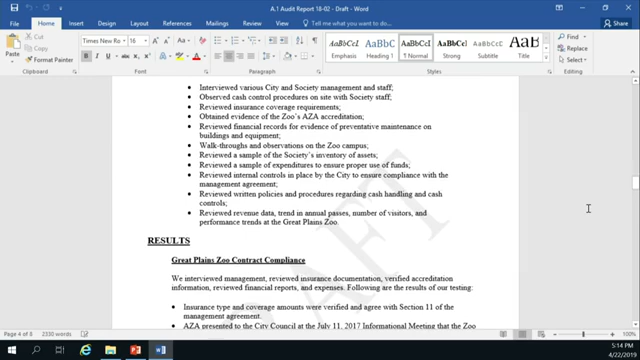 A.1 Audit Report 18-02 - Draft - Word
File Home Insert Design Layout References Mailings Review View Tell me what you want to do
Share
Paste
Cut
Copy
Format Painter
Clipboard
Times New Ro 16
Font
Paragraph
AaBbCcI AaBbC AaBbCcI AaBbCcI AaBbCcI AaB
Emphasis Heading 1 ¶ Normal Strong Subtitle Title
Styles
Find
Replace
Select
Editing
• Interviewed various City and Society management and staff;
• Observed cash control procedures on site with Society staff;
• Reviewed insurance coverage requirements;
• Obtained evidence of the Zoo's AZA accreditation;
• Reviewed financial records for evidence of preventative maintenance on
buildings and equipment;
• Walk-throughs and observations on the Zoo campus;
• Reviewed a sample of the Society's inventory of assets;
• Reviewed a sample of expenditures to ensure proper use of funds;
• Reviewed internal controls in place by the City to ensure compliance with the
management agreement;
• Reviewed written policies and procedures regarding cash handling and cash
controls;
• Reviewed revenue data, trend in annual passes, number of visitors, and
performance trends at the Great Plains Zoo.
DRAFT
RESULTS
Great Plains Zoo Contract Compliance
We interviewed management, reviewed insurance documentation, verified accreditation
information, reviewed financial reports, and expenses. Following are the results of our testing:
• Insurance type and coverage amounts were verified and agree with Section 11 of the
management agreement.
• AZA presented to the City Council at the July 11, 2017 Informational Meeting that the Zoo
Page 4 of 8 2330 words
100%
5:14 PM
4/22/2019